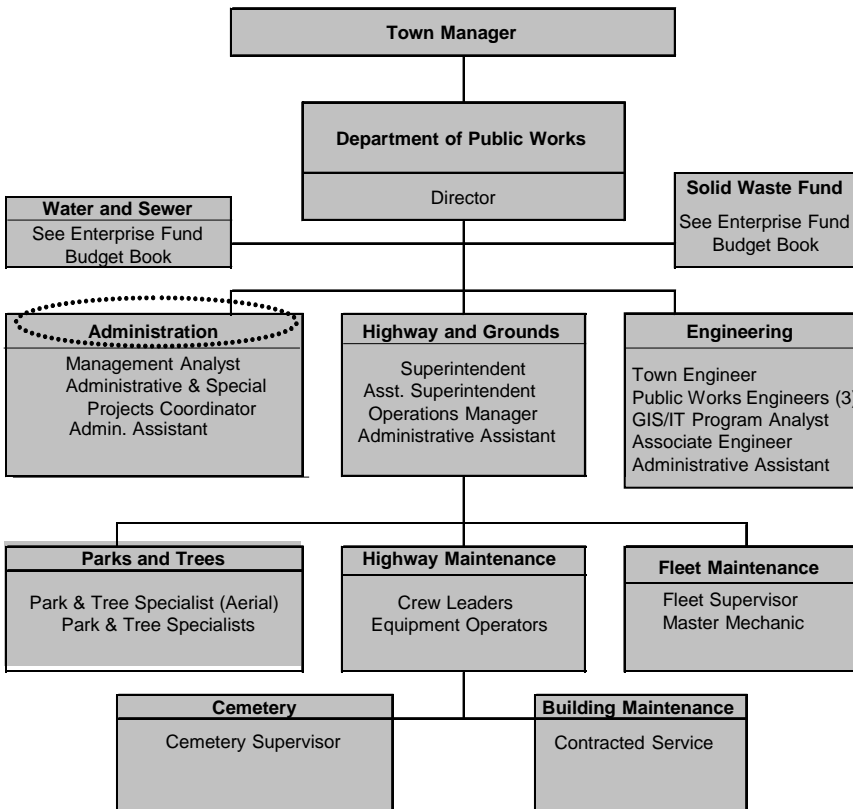 Town Manager
Department of Public Works
Director
Water and Sewer
See Enterprise Fund
Budget Book
Solid Waste Fund
See Enterprise Fund
Budget Book
Administration
Management Analyst
Administrative & Special
Projects Coordinator
Admin. Assistant
Highway and Grounds
Superintendent
Asst. Superintendent
Operations Manager
Administrative Assistant
Engineering
Town Engineer
Public Works Engineers (3)
GIS/IT Program Analyst
Associate Engineer
Administrative Assistant
Parks and Trees
Park & Tree Specialist (Aerial)
Park & Tree Specialists
Highway Maintenance
Crew Leaders
Equipment Operators
Fleet Maintenance
Fleet Supervisor
Master Mechanic
Cemetery
Cemetery Supervisor
Building Maintenance
Contracted Service